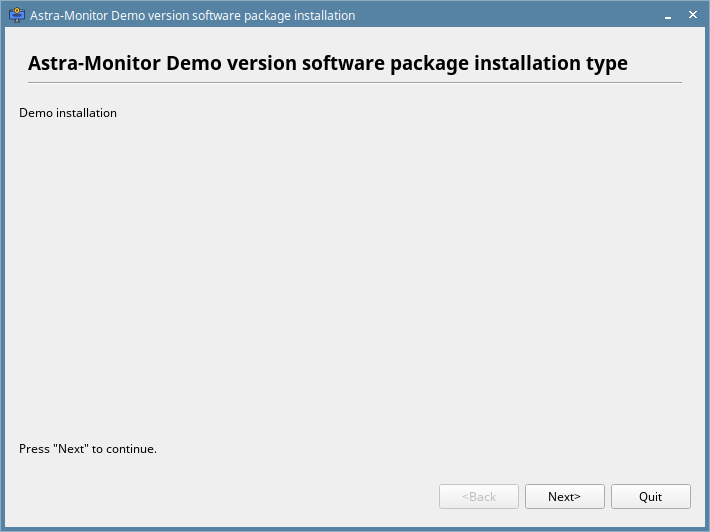 Astra-Monitor Demo version software package installation
Astra-Monitor Demo version software package installation type
Demo installation
Press "Next" to continue.
<Back
Next>
Quit